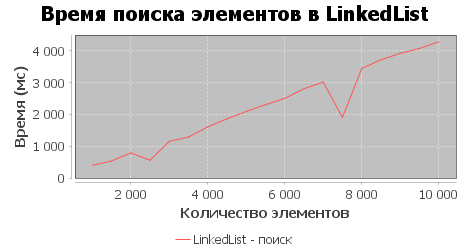 Время поиска элементов в LinkedList
Время (мс)
4 000
3 000
2 000
1 000
0
2 000 4 000 6 000 8 000 10 000
Количество элементов
LinkedList - поиск